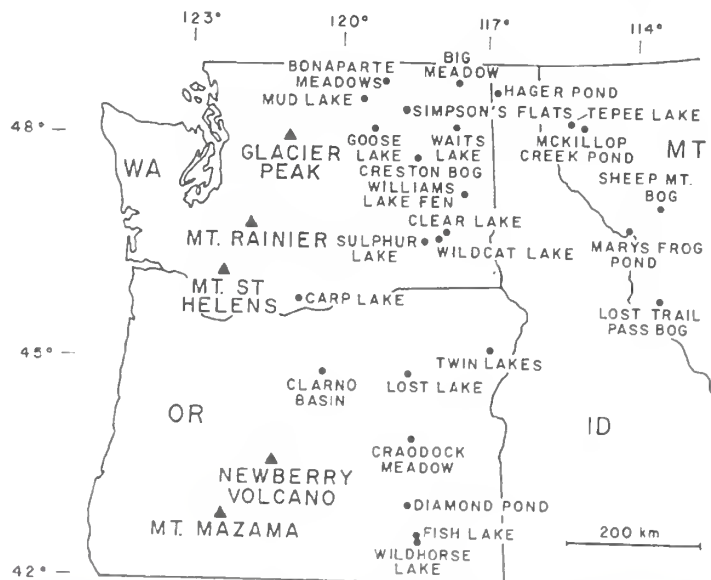 123°
120°
117°
114°
BONAPARTE
MEADOWS
BIG
MEADOW
MUD LAKE
HAGER POND
SIMPSON'S FLATS
TEPEE LAKE
48°
WA
GLACIER
PEAK
GOOSE
LAKE
WAITS
LAKE
MCKILLOP
CREEK POND
MT
CRESTON BOG
WILLIAMS
LAKE FEN
SHEEP MT.
BOG
CLEAR LAKE
MT. RAINIER
SULPHUR
LAKE
WILDCAT LAKE
MARYS FROG
POND
MT. ST
HELENS
CARP LAKE
LOST TRAIL
PASS BOG
45°
TWIN LAKES
CLARNO
BASIN
LOST LAKE
OR
ID
CRAODOCK
MEADOW
NEWBERRY
VOLCANO
DIAMOND POND
MT. MAZAMA
FISH LAKE
200 km
WILDHORSE
LAKE
42°